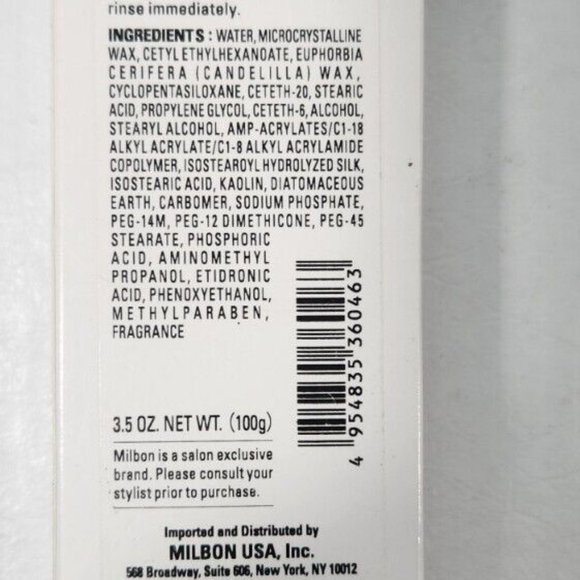 rinse immediately.
INGREDIENTS : WATER, MICROCRYSTALLINE
WAX, CETYL ETHYLHEXANOATE, EUPHORBIA
CERIFERA (CANDELILLA) WAX,
CYCLOPENTASILOXANE, CETETH-20, STEARIC
ACID, PROPYLENE GLYCOL, CETETH-6, ALCOHOL,
STEARYL ALCOHOL, AMP-ACRYLATES/C1-18
ALKYL ACRYLATE/C1-8 ALKYL ACRYLAMIDE
COPOLYMER, ISOSTEAROYL HYDROLYZED SILK,
ISOSTEARIC ACID, KAOLIN, DIATOMACEOUS
EARTH, CARBOMER, SODIUM PHOSPHATE,
PEG-14M, PEG-12 DIMETHICONE, PEG-45
STEARATE, PHOSPHORIC
ACID, AMINOMETHYL
PROPANOL, ETIDRONIC
ACID, PHENOXYETHANOL,
METHYLPARABEN,
FRAGRANCE
4 954835 360463
3.5 OZ. NET WT. (100g)
Milbon is a salon exclusive
brand. Please consult your
stylist prior to purchase.
Imported and Distributed by
MILBON USA, Inc.
568 Broadway, Suite 606, New York, NY 10012